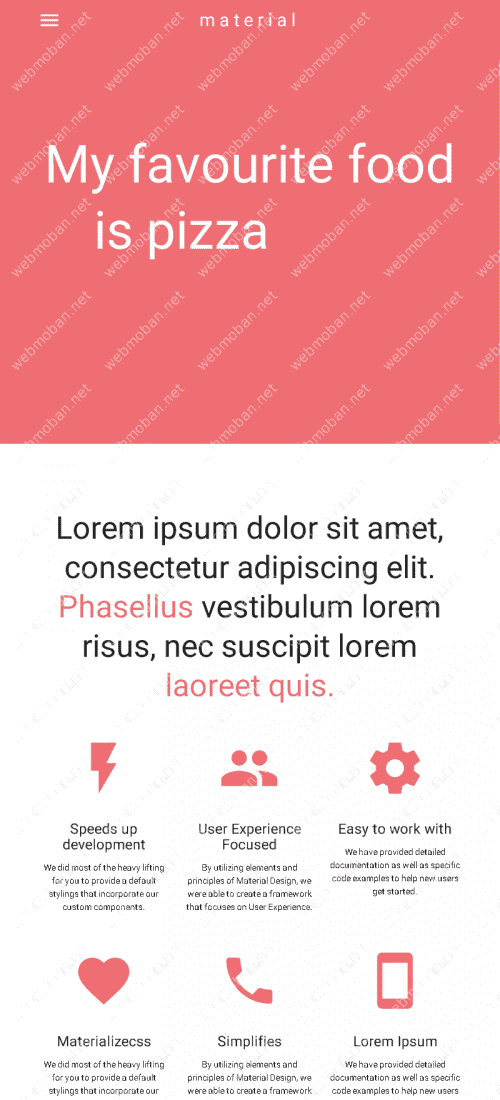 material
My favourite food
is pizza
Lorem ipsum dolor sit amet,
consectetur adipiscing elit.
Phasellus vestibulum lorem
risus, nec suscipit lorem
laoreet quis.
Speeds up
development
We did most of the heavy lifting
for you to provide a default
stylings that incorporate our
custom components.
User Experience
Focused
By utilizing elements and
principles of Material Design, we
were able to create a framework
that focuses on User Experience.
Easy to work with
We have provided detailed
documentation as well as specific
code examples to help new users
get started.
Materializecss
We did most of the heavy lifting
for you to provide a default
stylings that incorporate our
Simplifies
By utilizing elements and
principles of Material Design, we
were able to create a framework
Lorem Ipsum
We have provided detailed
documentation as well as specific
code examples to help new users
webmoban.net